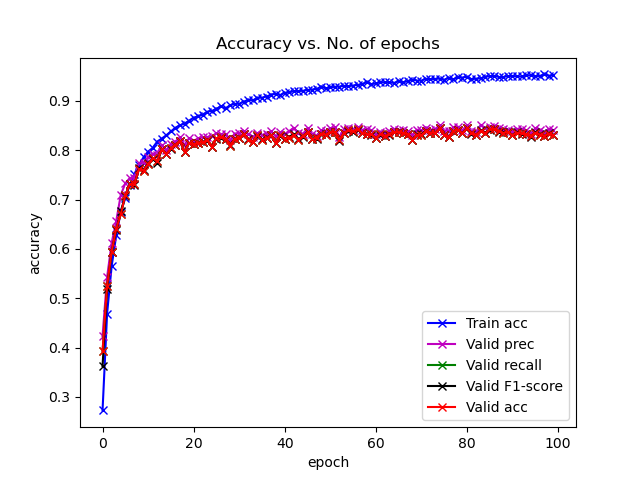 Accuracy vs. No. of epochs
accuracy
0.9
0.8
0.7
0.6
0.5
0.4
0.3
Train acc
Valid prec
Valid recall
Valid F1-score
Valid acc
0 20 40 60 80 100
epoch